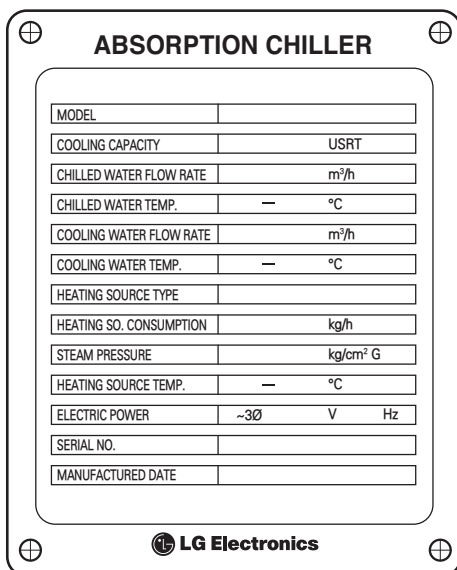 ABSORPTION CHILLER
MODEL
COOLING CAPACITY USRT
CHILLED WATER FLOW RATE m³/h
CHILLED WATER TEMP. — °C
COOLING WATER FLOW RATE m³/h
COOLING WATER TEMP. — °C
HEATING SOURCE TYPE
HEATING SO. CONSUMPTION kg/h
STEAM PRESSURE kg/cm² G
HEATING SOURCE TEMP. — °C
ELECTRIC POWER ~3Ø V Hz
SERIAL NO.
MANUFACTURED DATE
LG Electronics